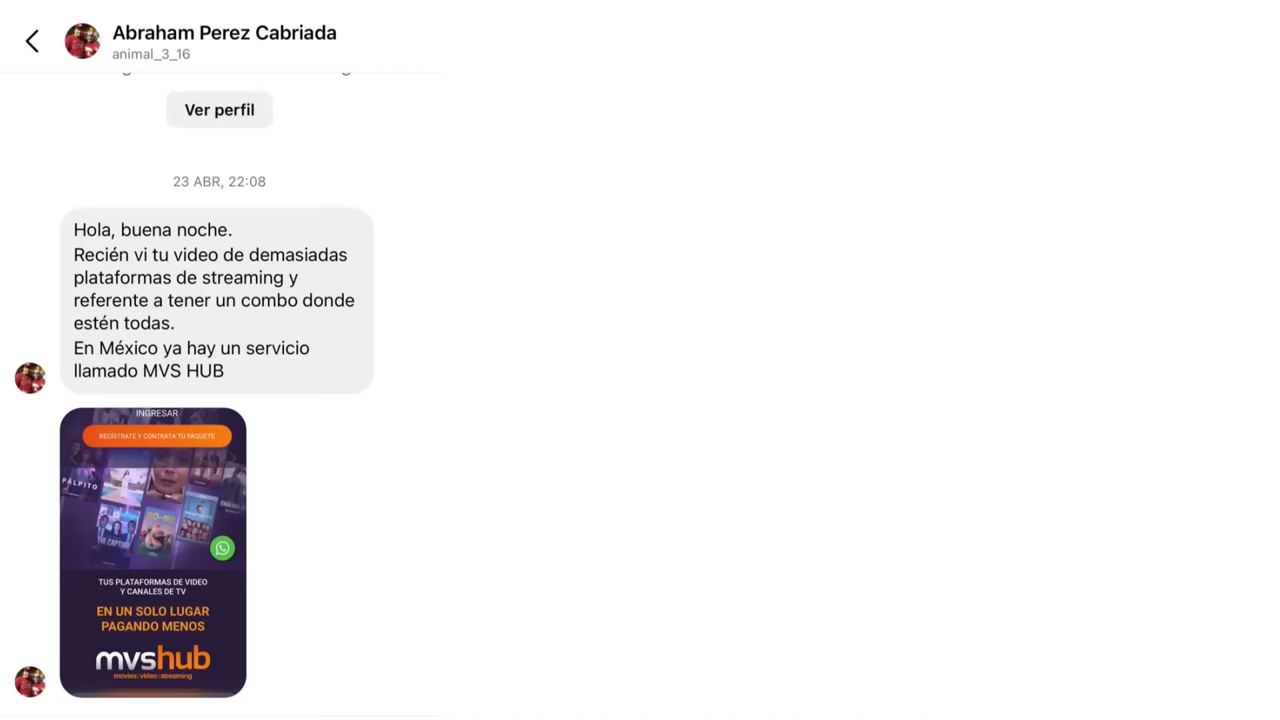 Abraham Perez Cabriada
animal_3_16
Ver perfil
23 ABR, 22:08
Hola, buena noche.
Recién vi tu video de demasiadas
plataformas de streaming y
referente a tener un combo donde
estén todas.
En México ya hay un servicio
llamado MVS HUB
INGRESAR
REGÍSTRATE Y CONTRATA TU PAQUETE
PÁLPITO
THE CAPTURE
TUS PLATAFORMAS DE VIDEO
Y CANALES DE TV
EN UN SOLO LUGAR
PAGANDO MENOS
mvshub
movies|video|streaming